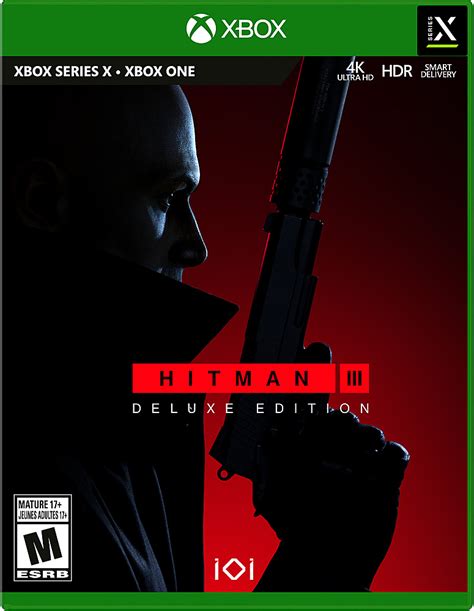 XBOX
SERIES
X
XBOX SERIES X • XBOX ONE
4K
ULTRA HD
HDR
SMART
DELIVERY
HITMAN III
DELUXE EDITION
MATURE 17+
JEUNES ADULTES 17+
M
ESRB
iOi